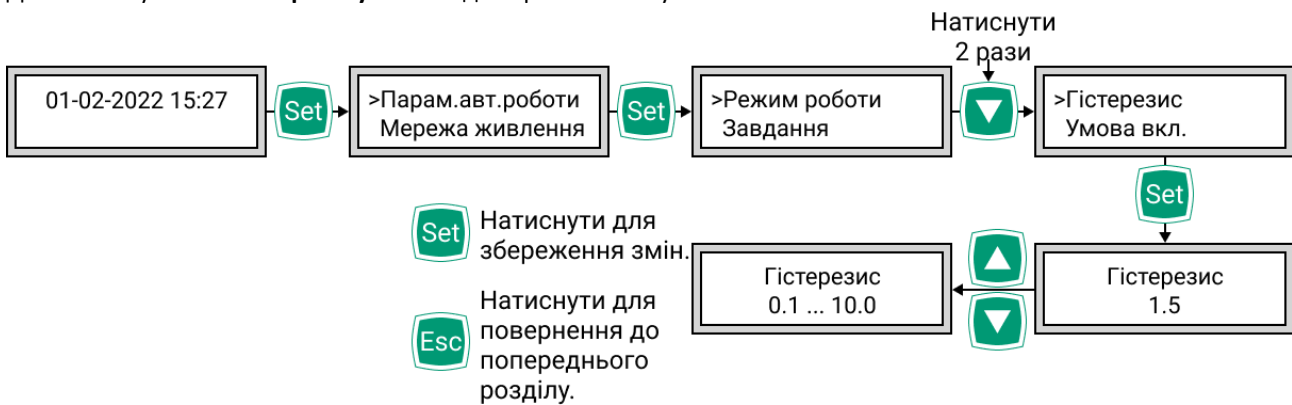 Натиснути
2 рази
01-02-2022 15:27
Set
>Парам.авт.роботи
Мережа живлення
Set
>Режим роботи
Завдання
>Гістерезис
Умова вкл.
Set
Set
Натиснути для
збереження змін.
Гістерезис
0.1 ... 10.0
Гістерезис
1.5
Esc
Натиснути для
повернення до
попереднього
розділу.